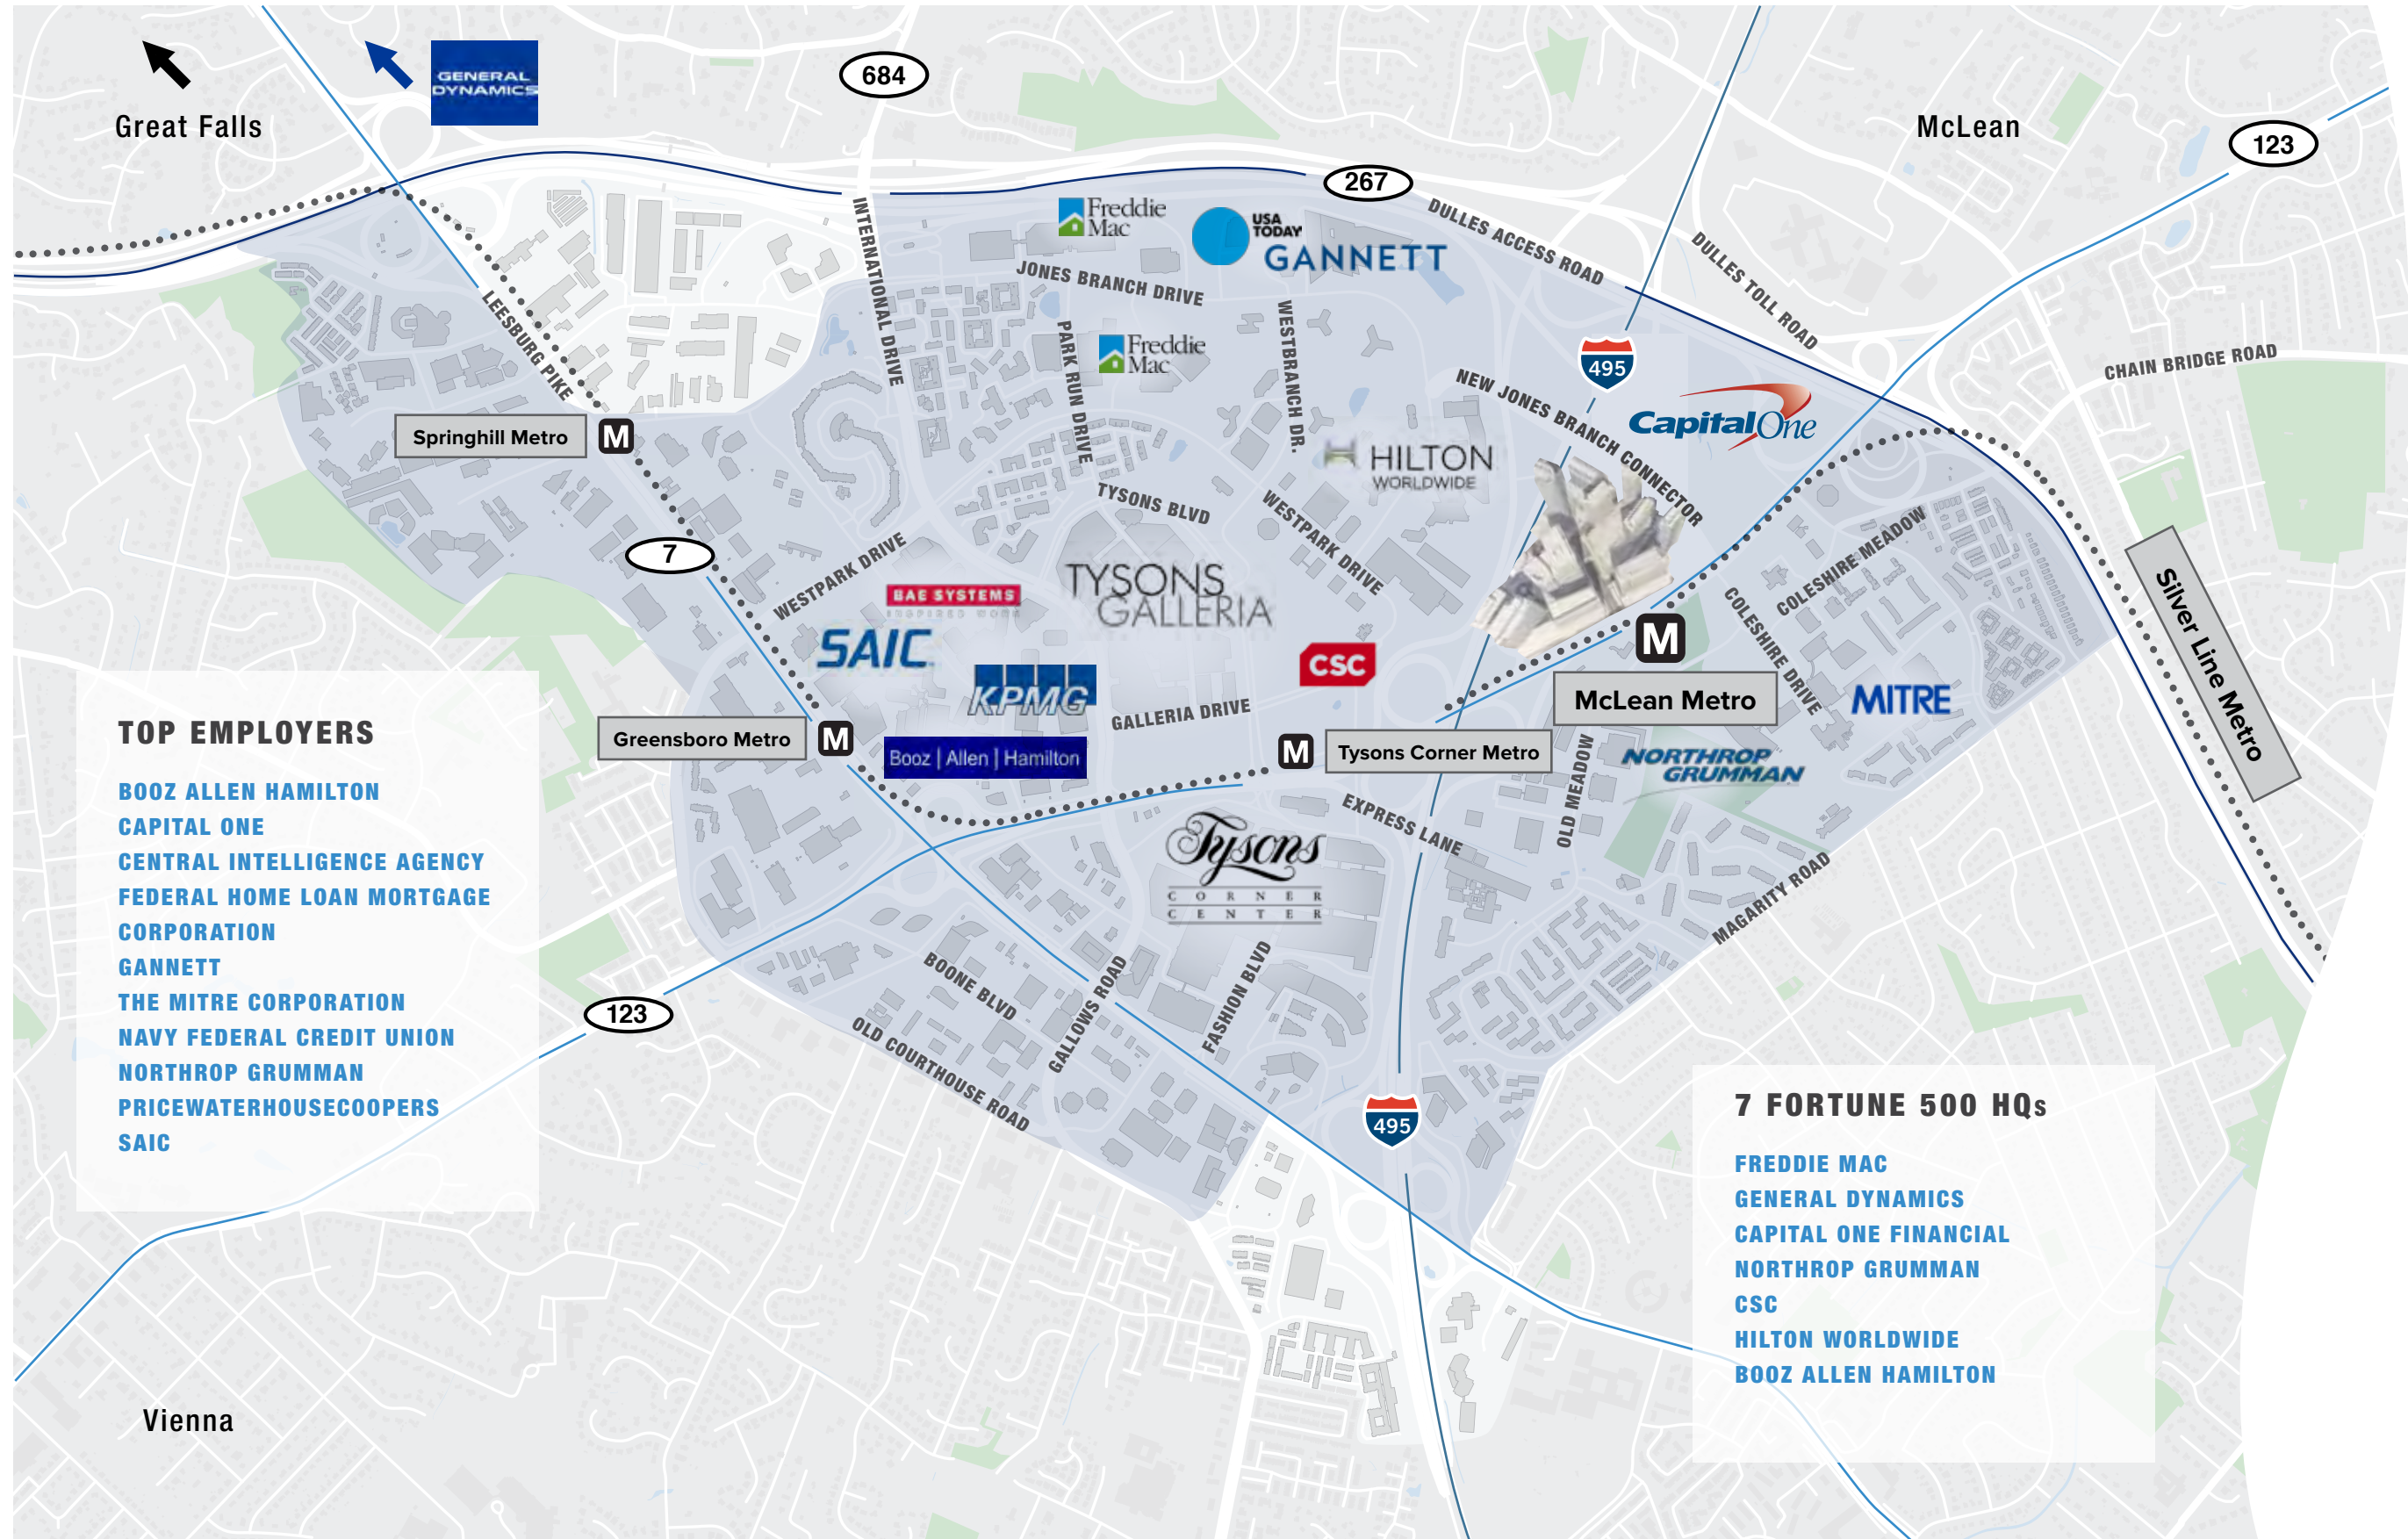 GENERAL
DYNAMICS
684
Great Falls
McLean
123
267
Freddie
Mac
USA
TODAY
GANNETT
DULLES ACCESS ROAD
DULLES TOLL ROAD
INTERNATIONAL DRIVE
JONES BRANCH DRIVE
LEESBURG PIKE
PARK RUN DRIVE
WESTBRANCH DR.
Freddie
Mac
495
CHAIN BRIDGE ROAD
NEW JONES BRANCH CONNECTOR
CapitalOne
Springhill Metro
M
HILTON
WORLDWIDE
TYSONS BLVD
WESTPARK DRIVE
7
WESTPARK DRIVE
COLESHIRE MEADOW
COLESHIRE DRIVE
Silver Line Metro
BAE SYSTEMS
INSPIRED WORK
TYSONS
GALLERIA
SAIC
CSC
M
McLean Metro
KPMG
MITRE
GALLERIA DRIVE
Greensboro Metro
M
Booz | Allen | Hamilton
M
Tysons Corner Metro
OLD MEADOW
NORTHROP
GRUMMAN
EXPRESS LANE
Tysons
CORNER
CENTER
MAGARITY ROAD
BOONE BLVD
GALLOWS ROAD
FASHION BLVD
123
OLD COURTHOUSE ROAD
495
TOP EMPLOYERS
BOOZ ALLEN HAMILTON
CAPITAL ONE
CENTRAL INTELLIGENCE AGENCY
FEDERAL HOME LOAN MORTGAGE
CORPORATION
GANNETT
THE MITRE CORPORATION
NAVY FEDERAL CREDIT UNION
NORTHROP GRUMMAN
PRICEWATERHOUSECOOPERS
SAIC
7 FORTUNE 500 HQs
FREDDIE MAC
GENERAL DYNAMICS
CAPITAL ONE FINANCIAL
NORTHROP GRUMMAN
CSC
HILTON WORLDWIDE
BOOZ ALLEN HAMILTON
Vienna